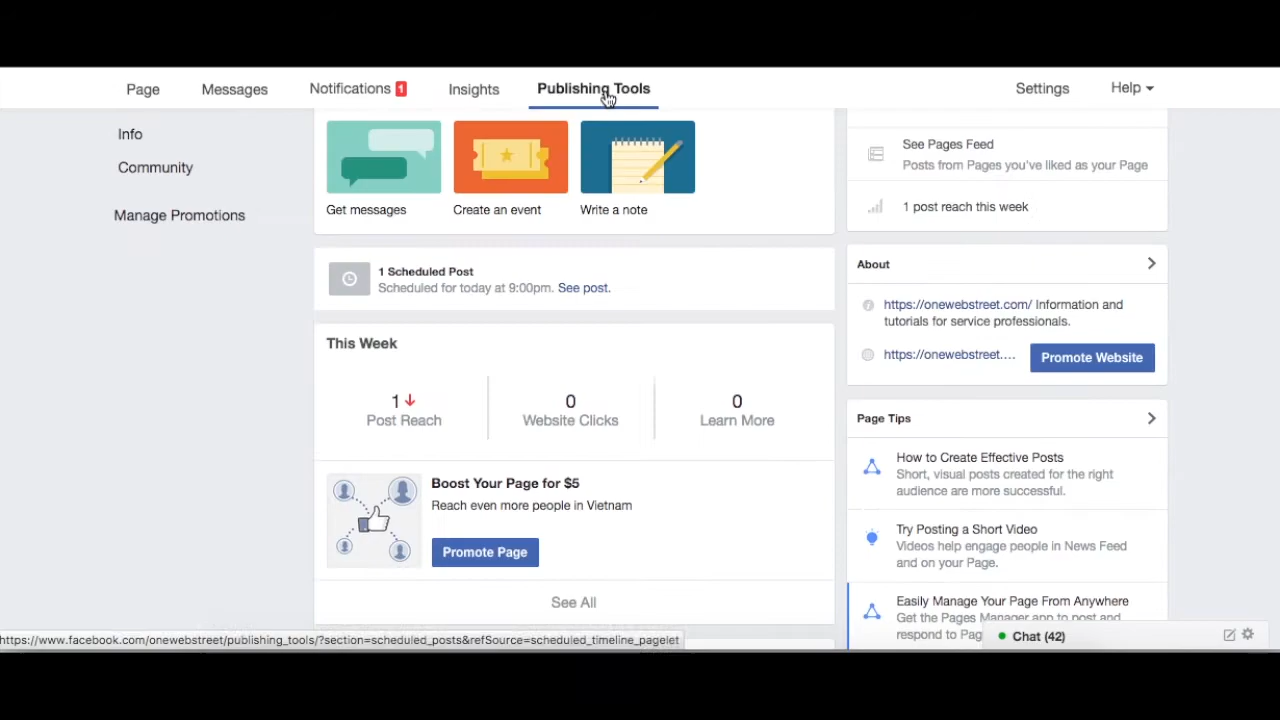 Page
Messages
Notifications 1
Insights
Publishing Tools
Settings
Help
Info
Community
Manage Promotions
Get messages
Create an event
Write a note
1 Scheduled Post
Scheduled for today at 9:00pm. See post.
This Week
1
Post Reach
0
Website Clicks
0
Learn More
Boost Your Page for $5
Reach even more people in Vietnam
Promote Page
See All
See Pages Feed
Posts from Pages you've liked as your Page
1 post reach this week
About
https://onewebstreet.com/ Information and
tutorials for service professionals.
https://onewebstreet....
Promote Website
Page Tips
How to Create Effective Posts
Short, visual posts created for the right
audience are more successful.
Try Posting a Short Video
Videos help engage people in News Feed
and on your Page.
Easily Manage Your Page From Anywhere
Get the Pages Manager app to post and
respond to Pag
Chat (42)
https://www.facebook.com/onewebstreet/publishing_tools/?section=scheduled_posts&refSource=scheduled_timeline_pagelet